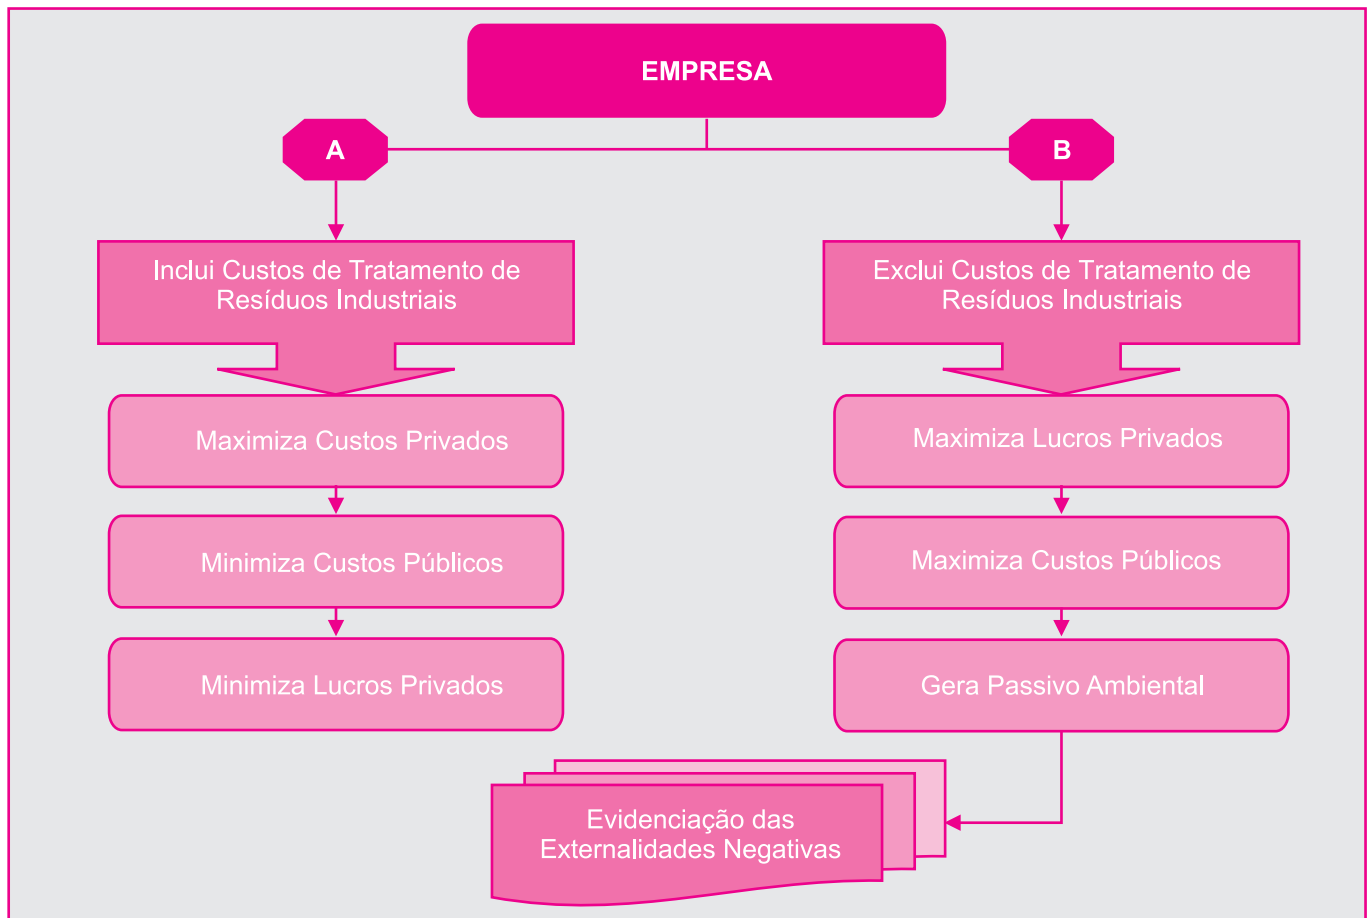 EMPRESA
A
B
Inclui Custos de Tratamento de
Resíduos Industriais
Maximiza Custos Privados
Minimiza Custos Públicos
Minimiza Lucros Privados
Exclui Custos de Tratamento de
Resíduos Industriais
Maximiza Lucros Privados
Maximiza Custos Públicos
Gera Passivo Ambiental
Evidenciação das
Externalidades Negativas